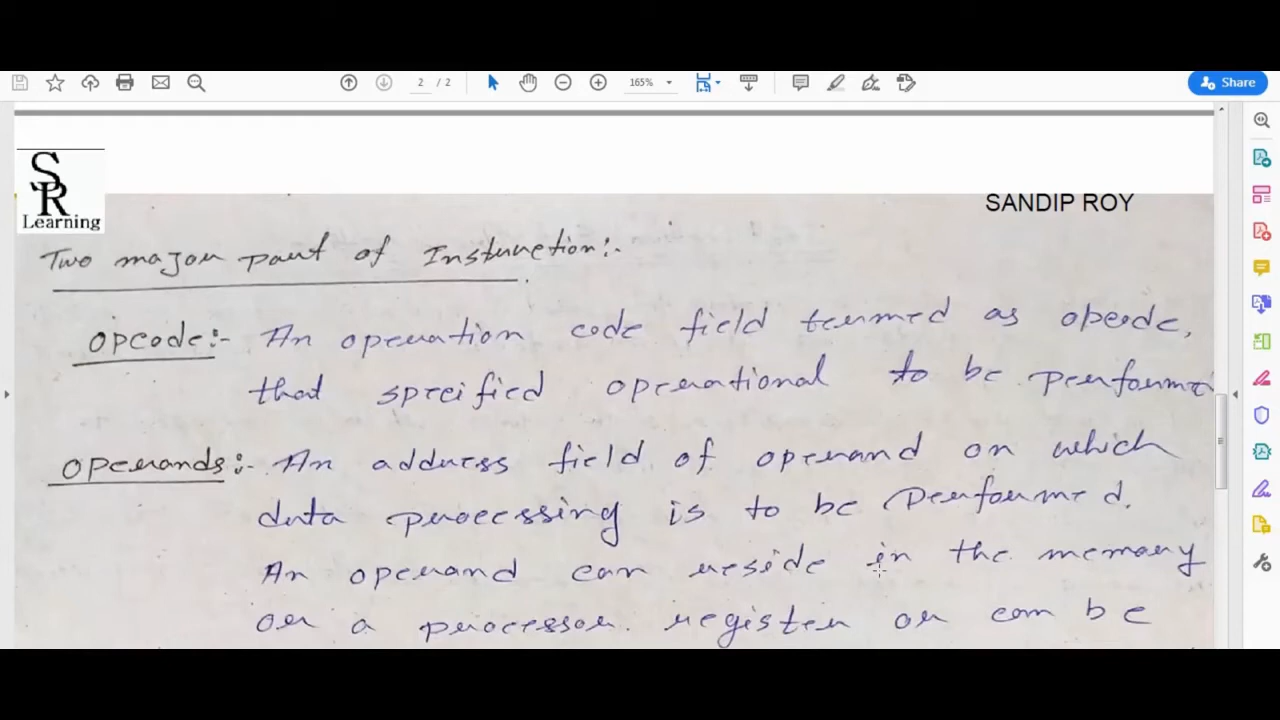 2 / 2
165%
Share
SR
Learning
SANDIP ROY
Two major part of Instruction:-
Opcode:- An operation code field termed as opcode,
that specified operational to be performe
Operands:- An address field of operand on which
data processing is to be performed.
An operand can reside in the memory
or a processor register or can be